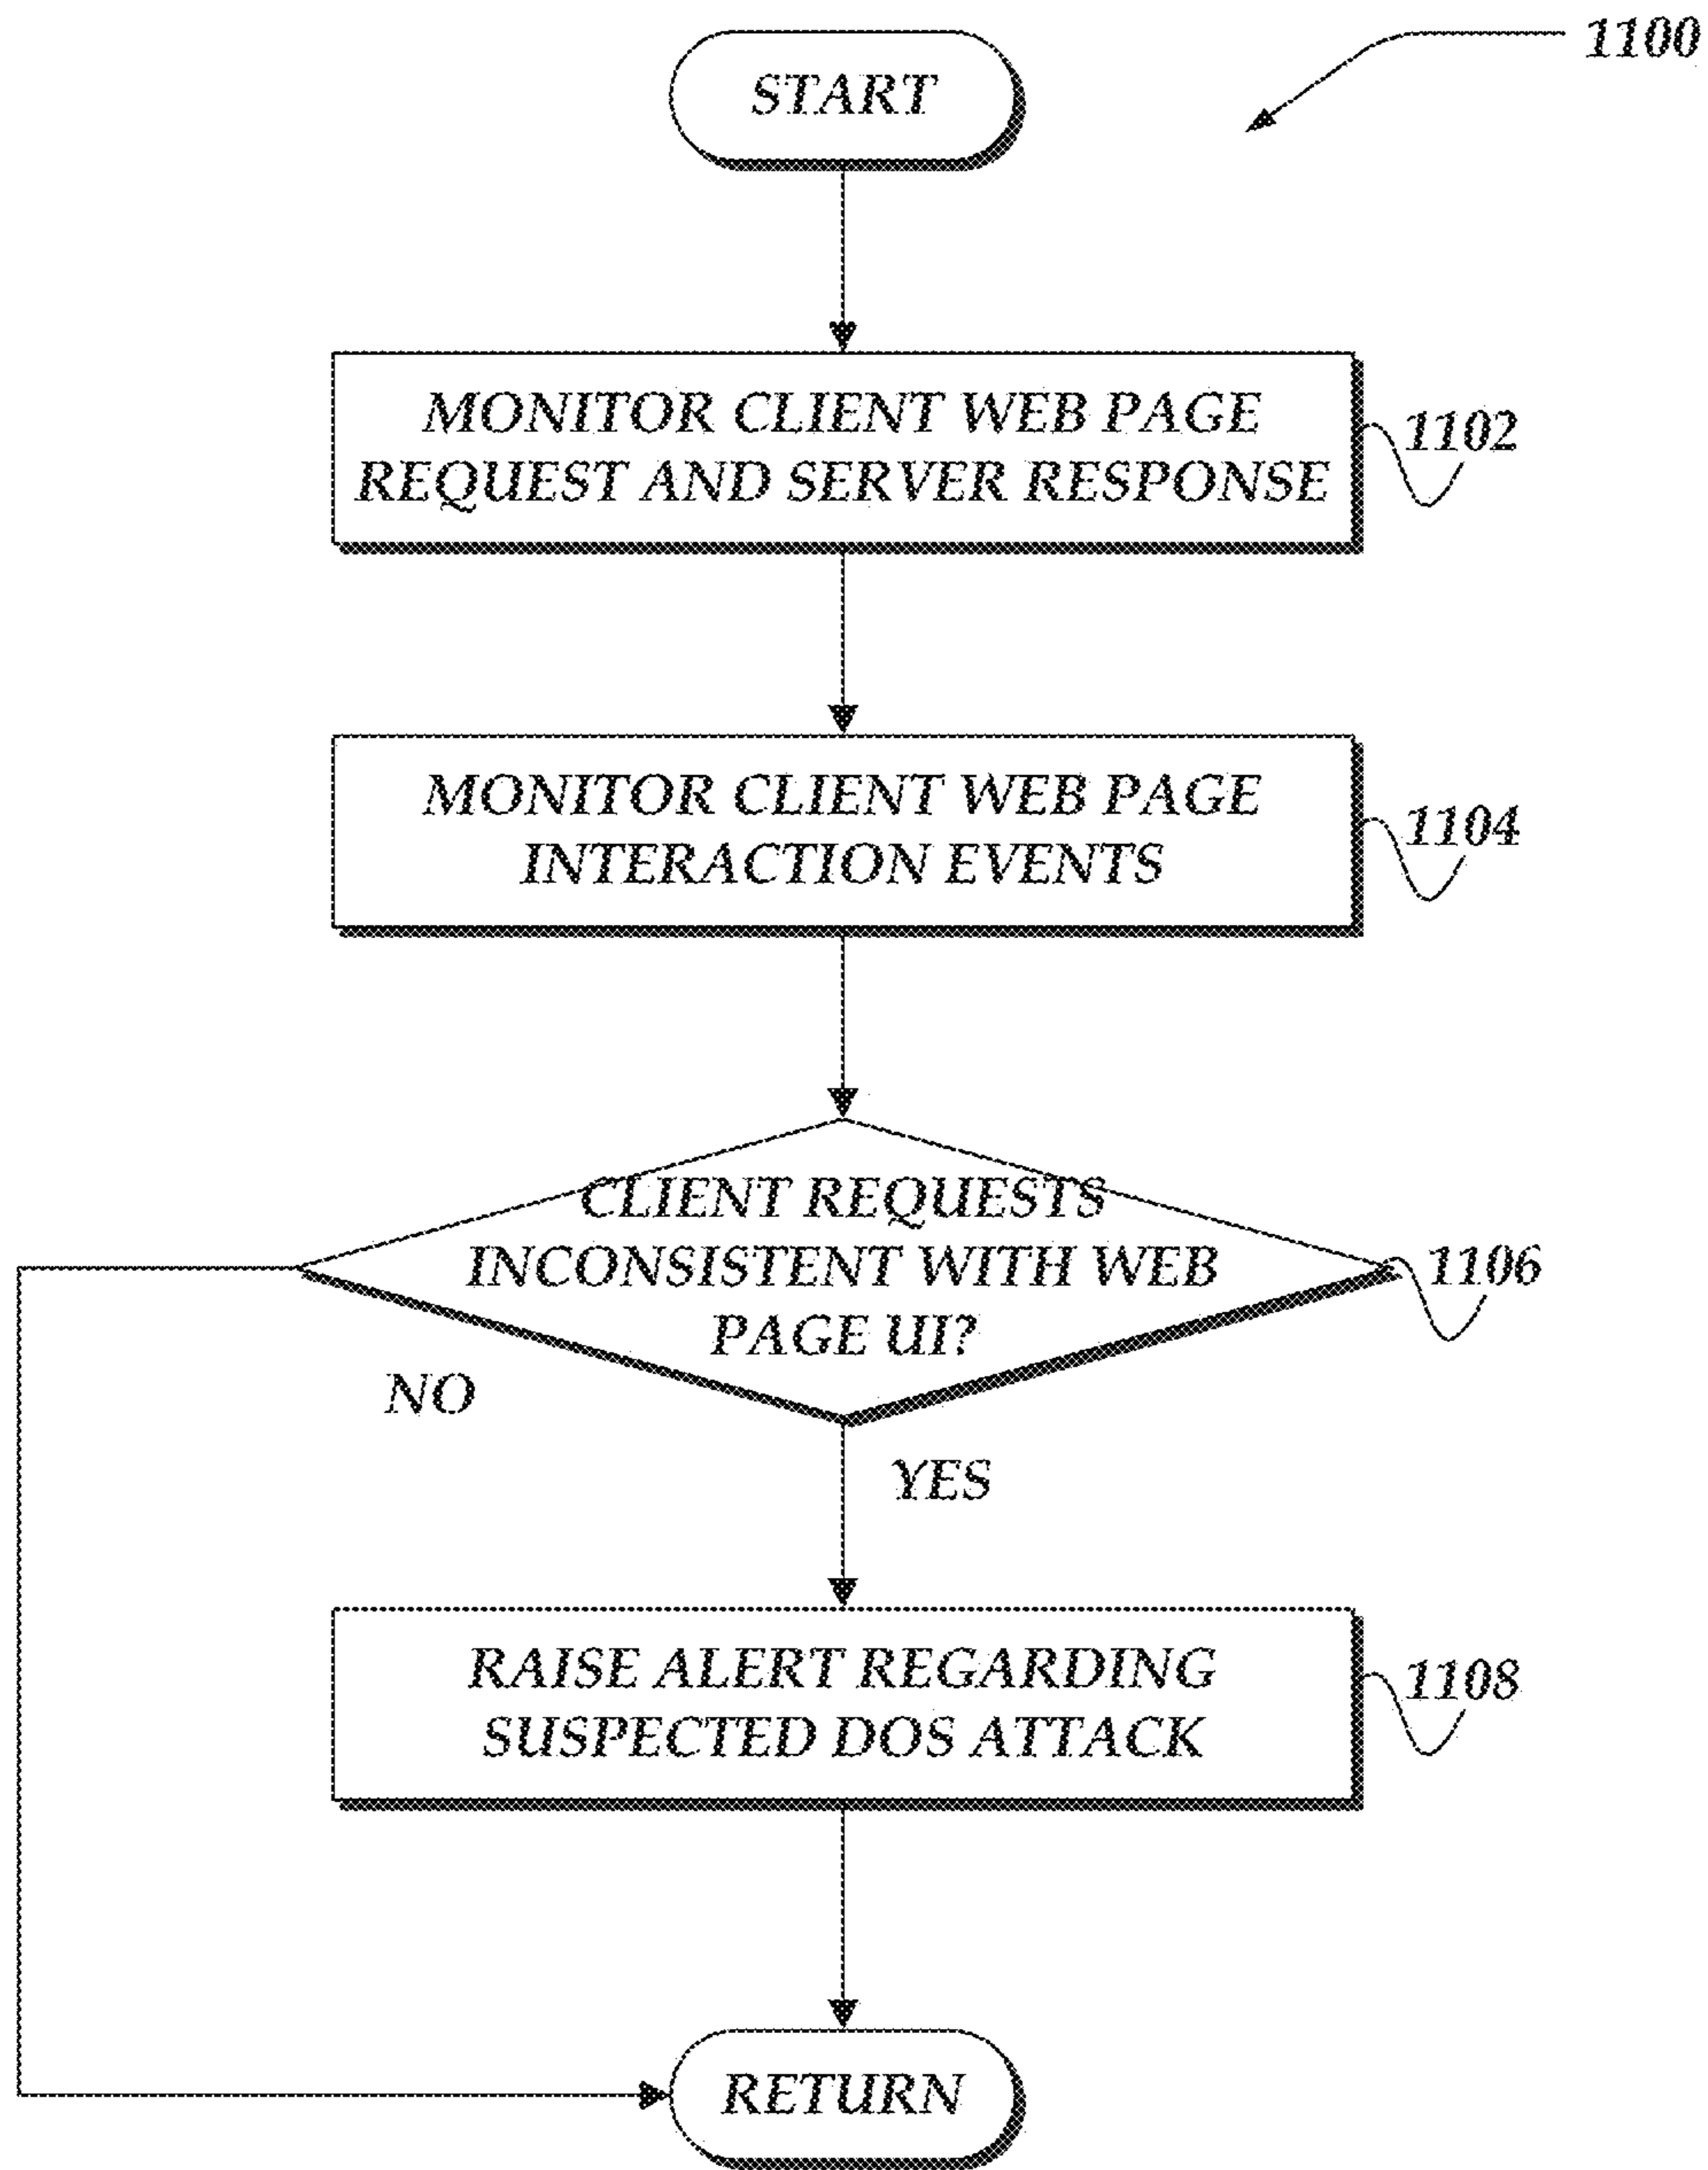 1100
START
MONITOR CLIENT WEB PAGE
REQUEST AND SERVER RESPONSE
1102
MONITOR CLIENT WEB PAGE
INTERACTION EVENTS
1104
CLIENT REQUESTS
INCONSISTENT WITH WEB
PAGE UI?
1106
NO
YES
RAISE ALERT REGARDING
SUSPECTED DOS ATTACK
1108
RETURN